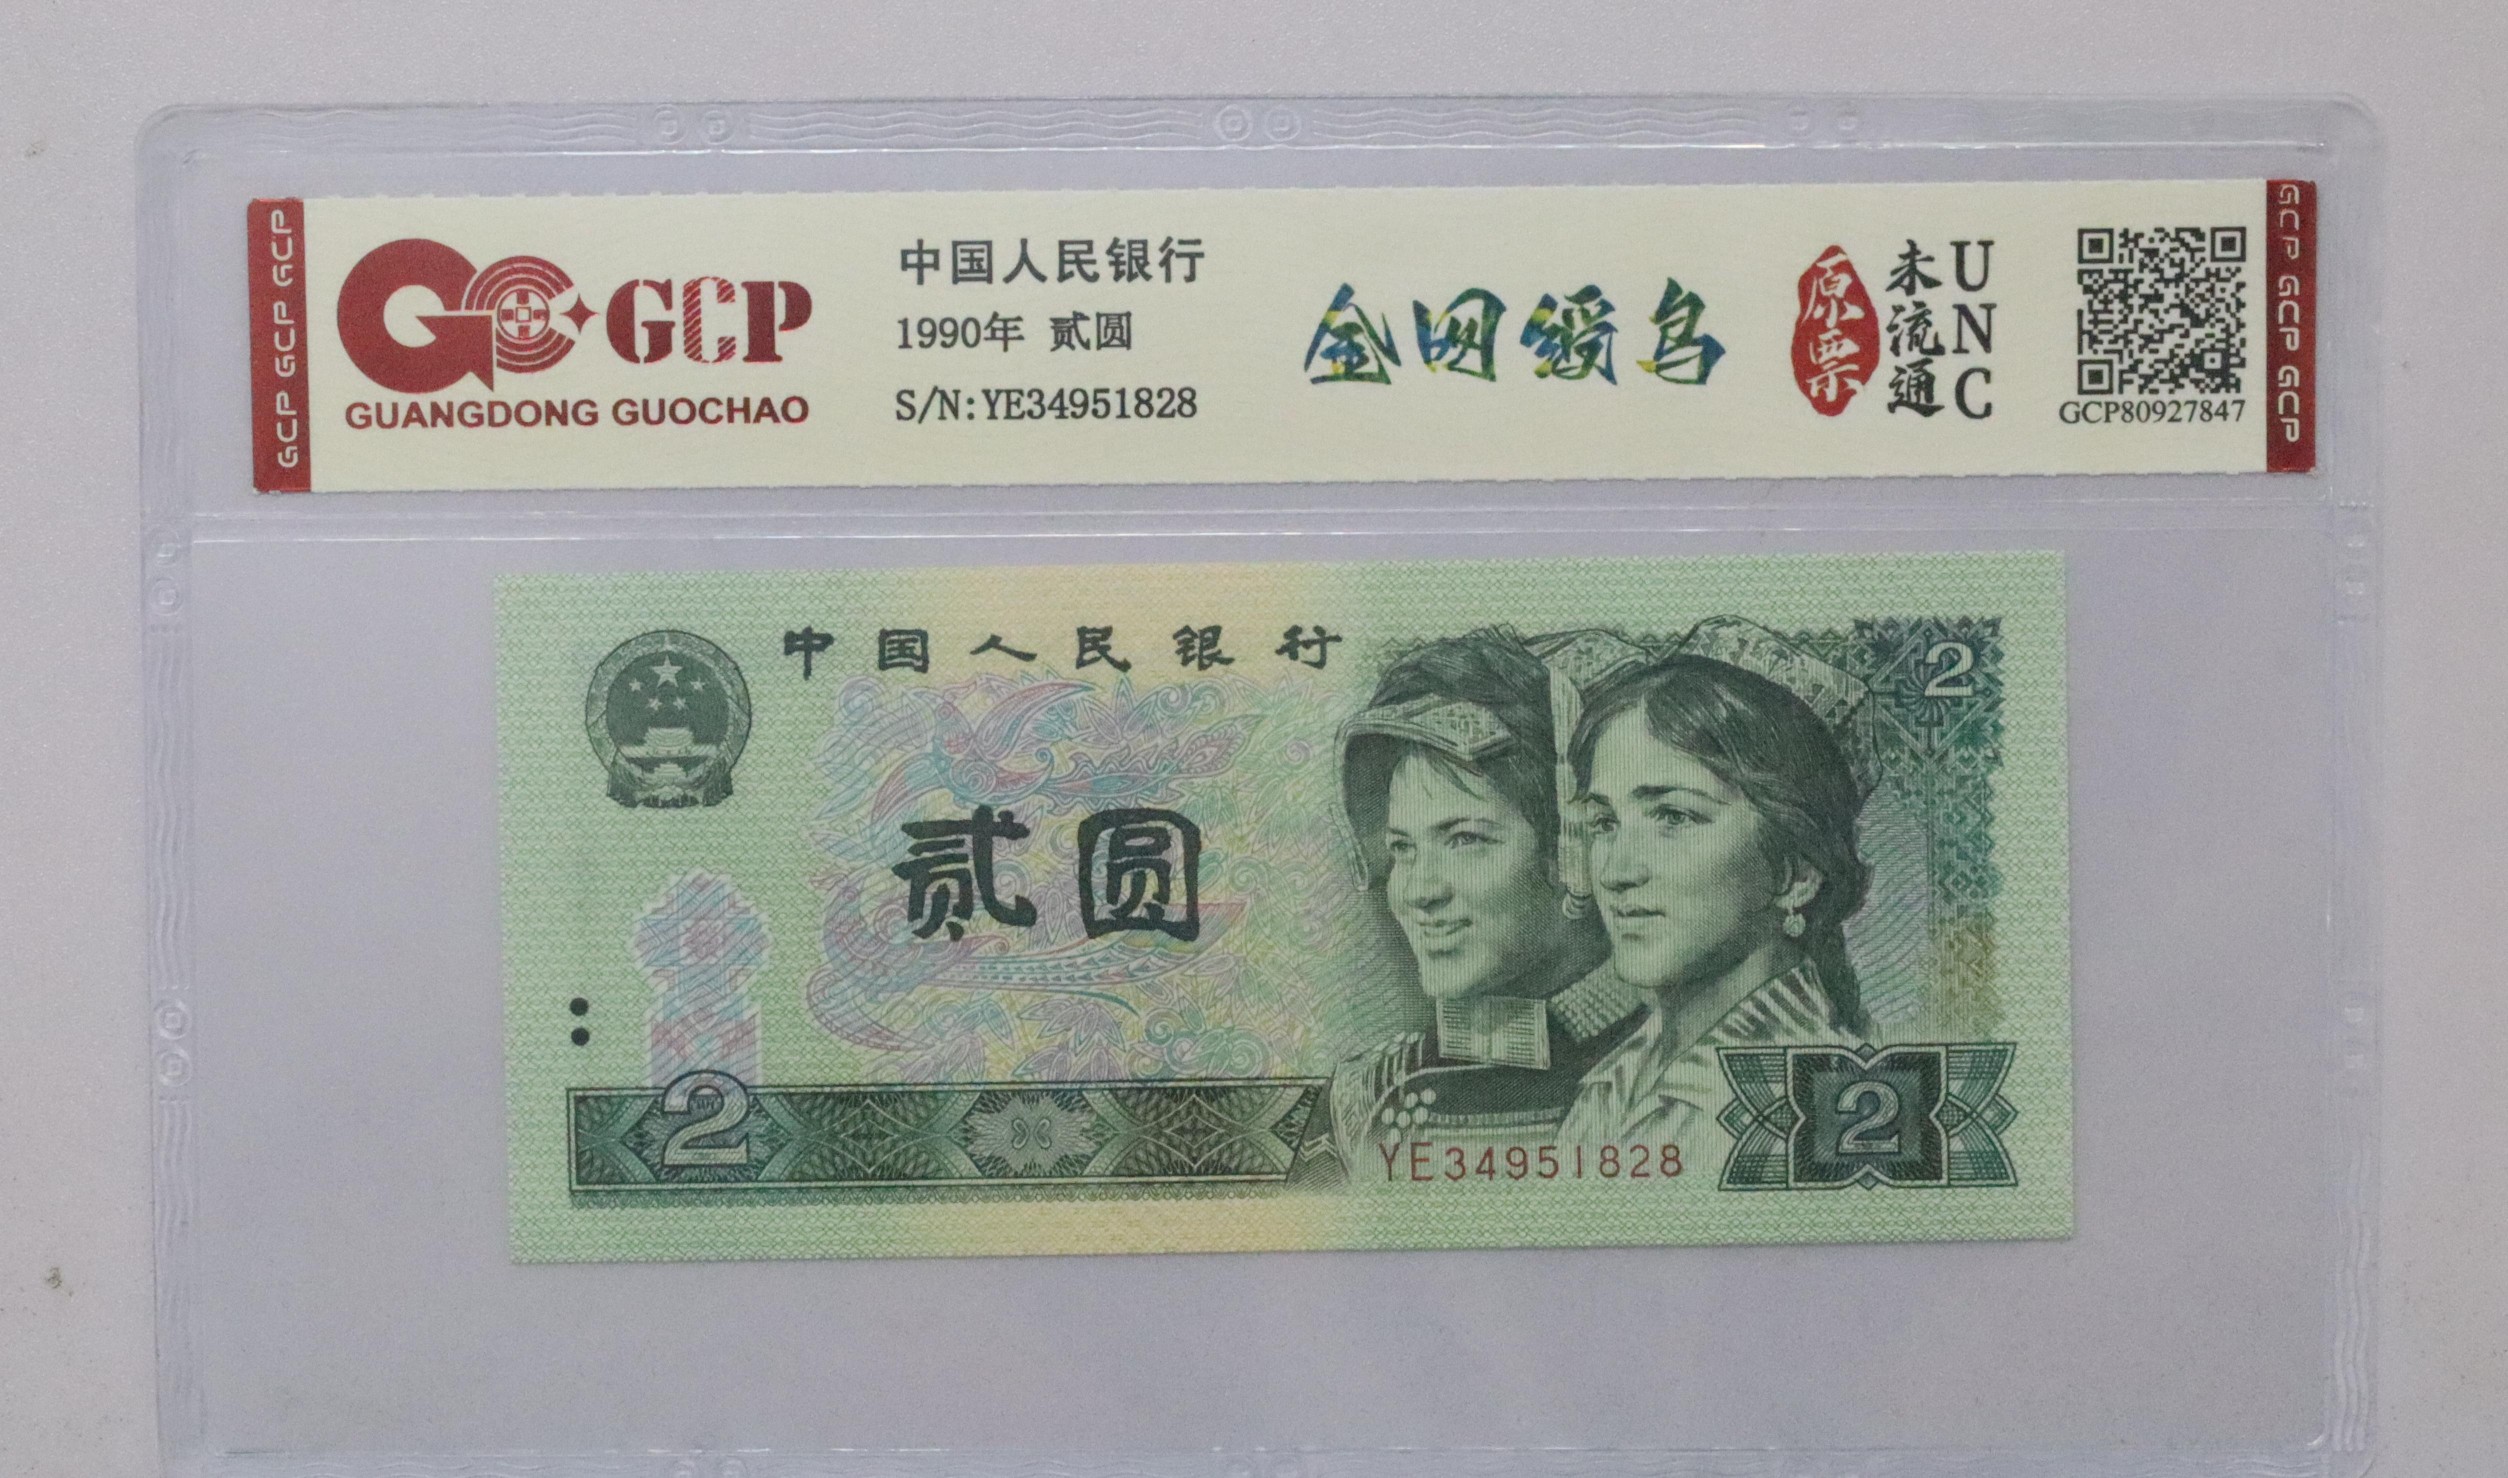 GCP GCP GCP
GCP
GUANGDONG GUOCHAO
中国人民银行
1990年 贰圆
S/N:YE34951828
金网绶鸟
原票
未流通
UNC
GCP80927847
GCP GCP GCP
中国人民银行
2
贰圆
2
YE34951828
2